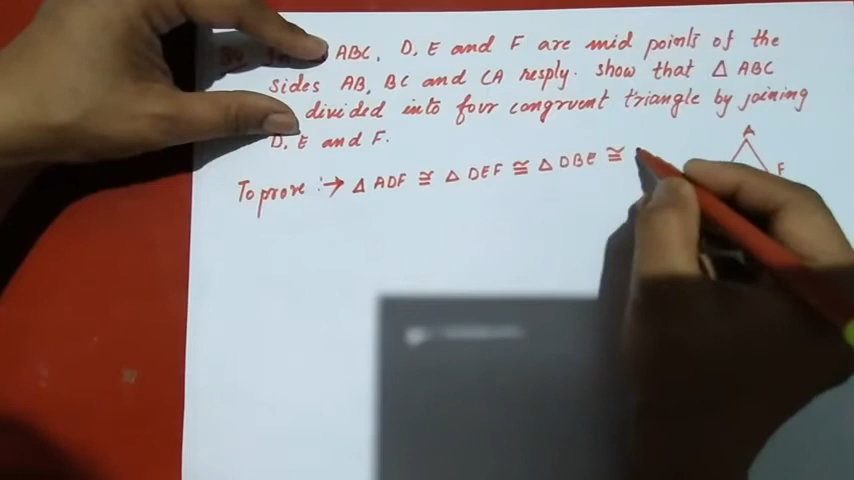 ABC, D, E and F are mid points of the
sides AB, BC and CA resply. show that △ ABC
divided into four congruent triangle by joining
D, E and F.
To prove :→ △ ADF ≅ △ DEF ≅ △ DBE ≅
A
F